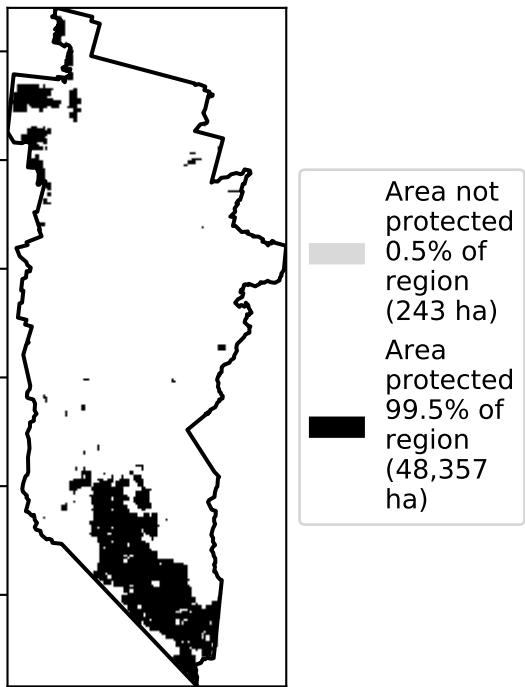 Area not
protected
0.5% of
region
(243 ha)
Area
protected
99.5% of
region
(48,357
ha)